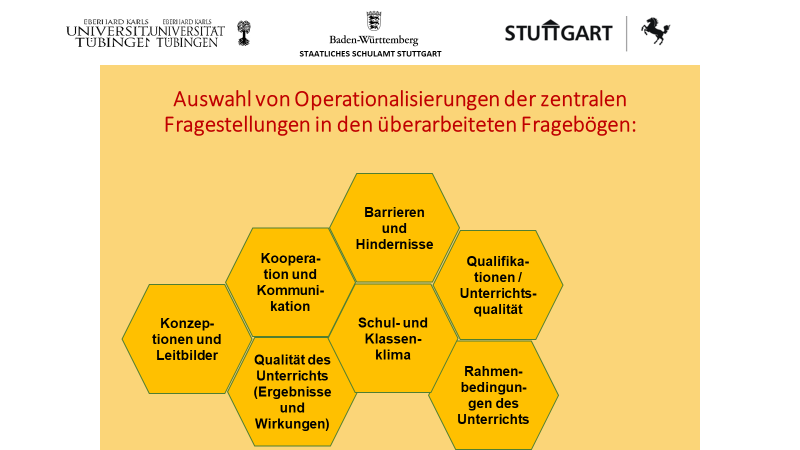 EBERHARD KARLS
UNIVERSITÄT
TÜBINGEN
EBERHARD KARLS
UNIVERSITÄT
TÜBINGEN
Baden-Württemberg
STAATLICHES SCHULAMT STUTTGART
STUTTGART
Auswahl von Operationalisierungen der zentralen
Fragestellungen in den überarbeiteten Fragebögen:
Barrieren
und
Hindernisse
Koopera-
tion und
Kommuni-
kation
Qualifika-
tionen /
Unterrichts-
qualität
Konzep-
tionen und
Leitbilder
Schul- und
Klassen-
klima
Qualität des
Unterrichts
(Ergebnisse
und
Wirkungen)
Rahmen-
bedingun-
gen des
Unterrichts